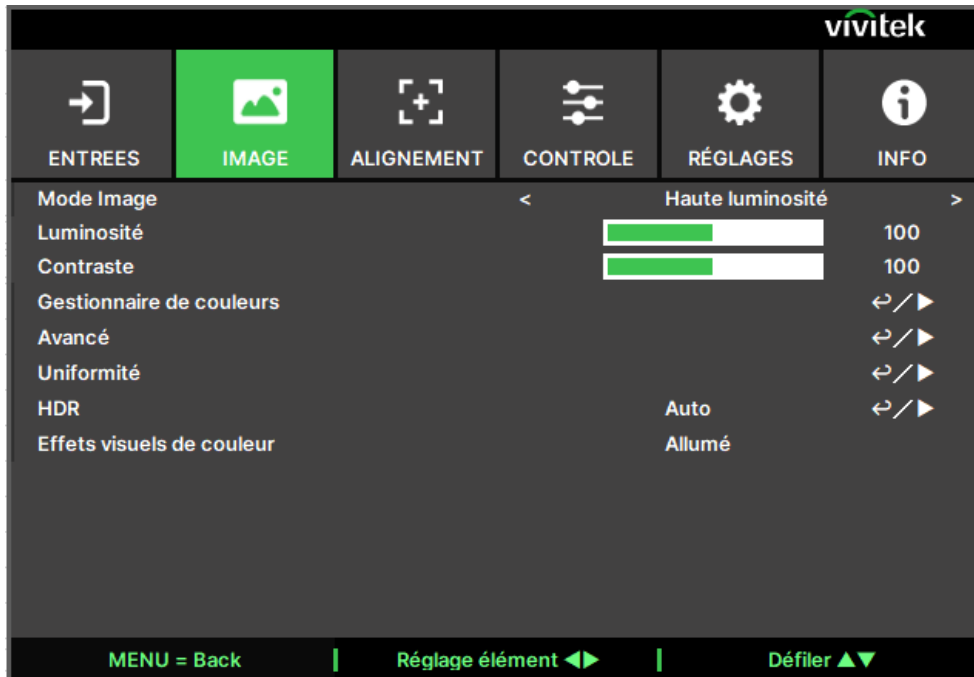 vivitek
ENTREES IMAGE ALIGNEMENT CONTROLE RÉGLAGES INFO
Mode Image < Haute luminosité >
Luminosité 100
Contraste 100
Gestionnaire de couleurs ↩/▶
Avancé ↩/▶
Uniformité ↩/▶
HDR Auto ↩/▶
Effets visuels de couleur Allumé
MENU = Back | Réglage élément ◀▶ | Défiler ▲▼